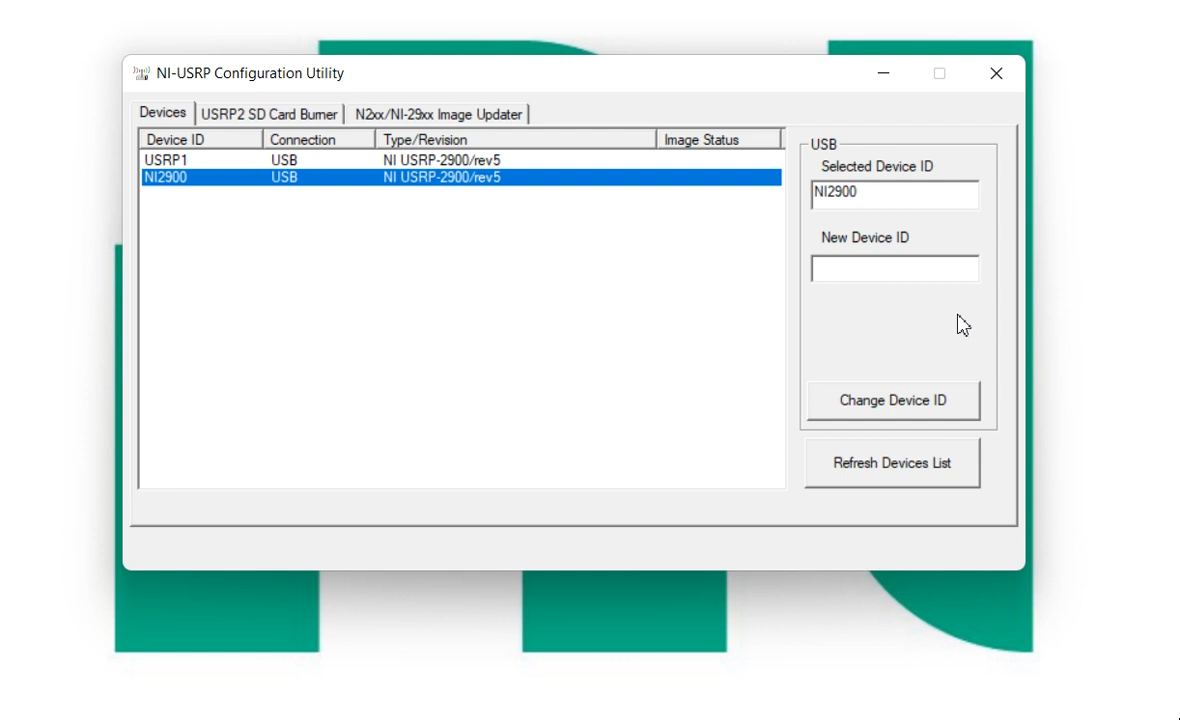 NI-USRP Configuration Utility
Devices USRP2 SD Card Burner N2xx/NI-29xx Image Updater
Device ID Connection Type/Revision Image Status
USRP1 USB NI USRP-2900/rev5
NI2900 USB NI USRP-2900/rev5
USB
Selected Device ID
NI2900
New Device ID
Change Device ID
Refresh Devices List